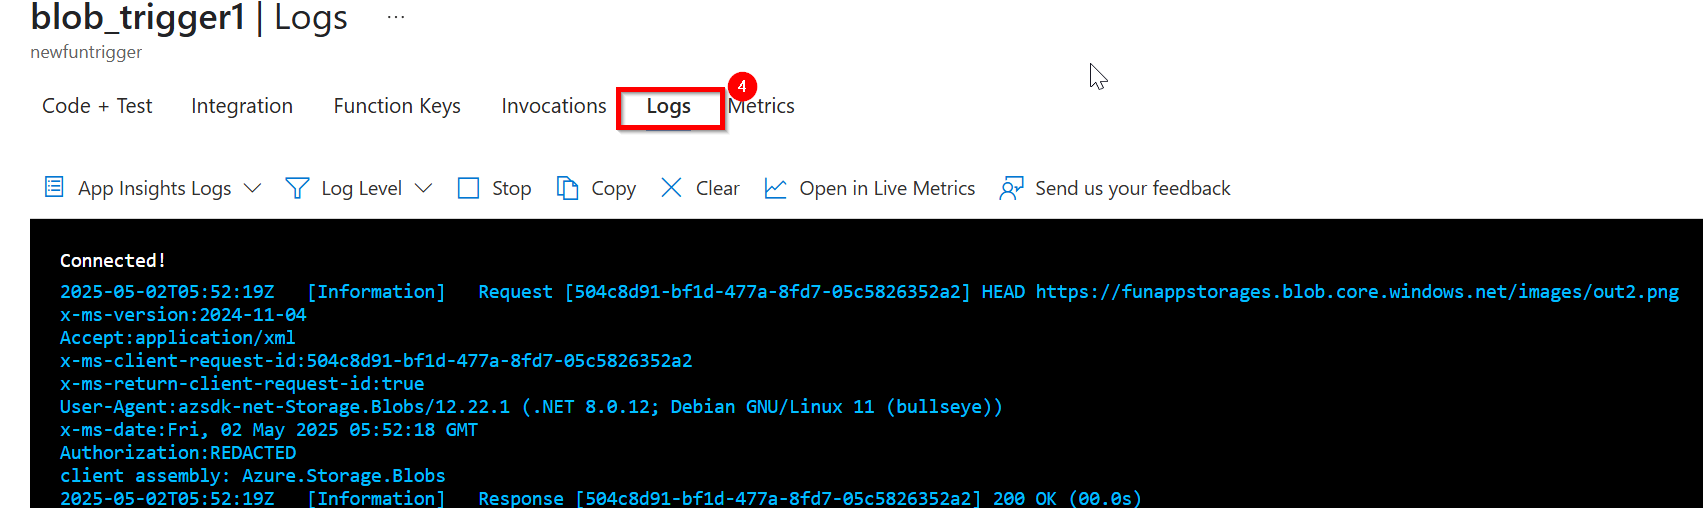 blob_trigger1 | Logs ...
newfuntrigger
4
Code + Test Integration Function Keys Invocations Logs Metrics
App Insights Logs Log Level Stop Copy Clear Open in Live Metrics Send us your feedback
Connected!
2025-05-02T05:52:19Z [Information] Request [504c8d91-bf1d-477a-8fd7-05c5826352a2] HEAD https://funappstorages.blob.core.windows.net/images/out2.png
x-ms-version:2024-11-04
Accept:application/xml
x-ms-client-request-id:504c8d91-bf1d-477a-8fd7-05c5826352a2
x-ms-return-client-request-id:true
User-Agent:azsdk-net-Storage.Blobs/12.22.1 (.NET 8.0.12; Debian GNU/Linux 11 (bullseye))
x-ms-date:Fri, 02 May 2025 05:52:18 GMT
Authorization:REDACTED
client assembly: Azure.Storage.Blobs
2025-05-02T05:52:19Z [Information] Response [504c8d91-bf1d-477a-8fd7-05c5826352a2] 200 OK (00.0s)